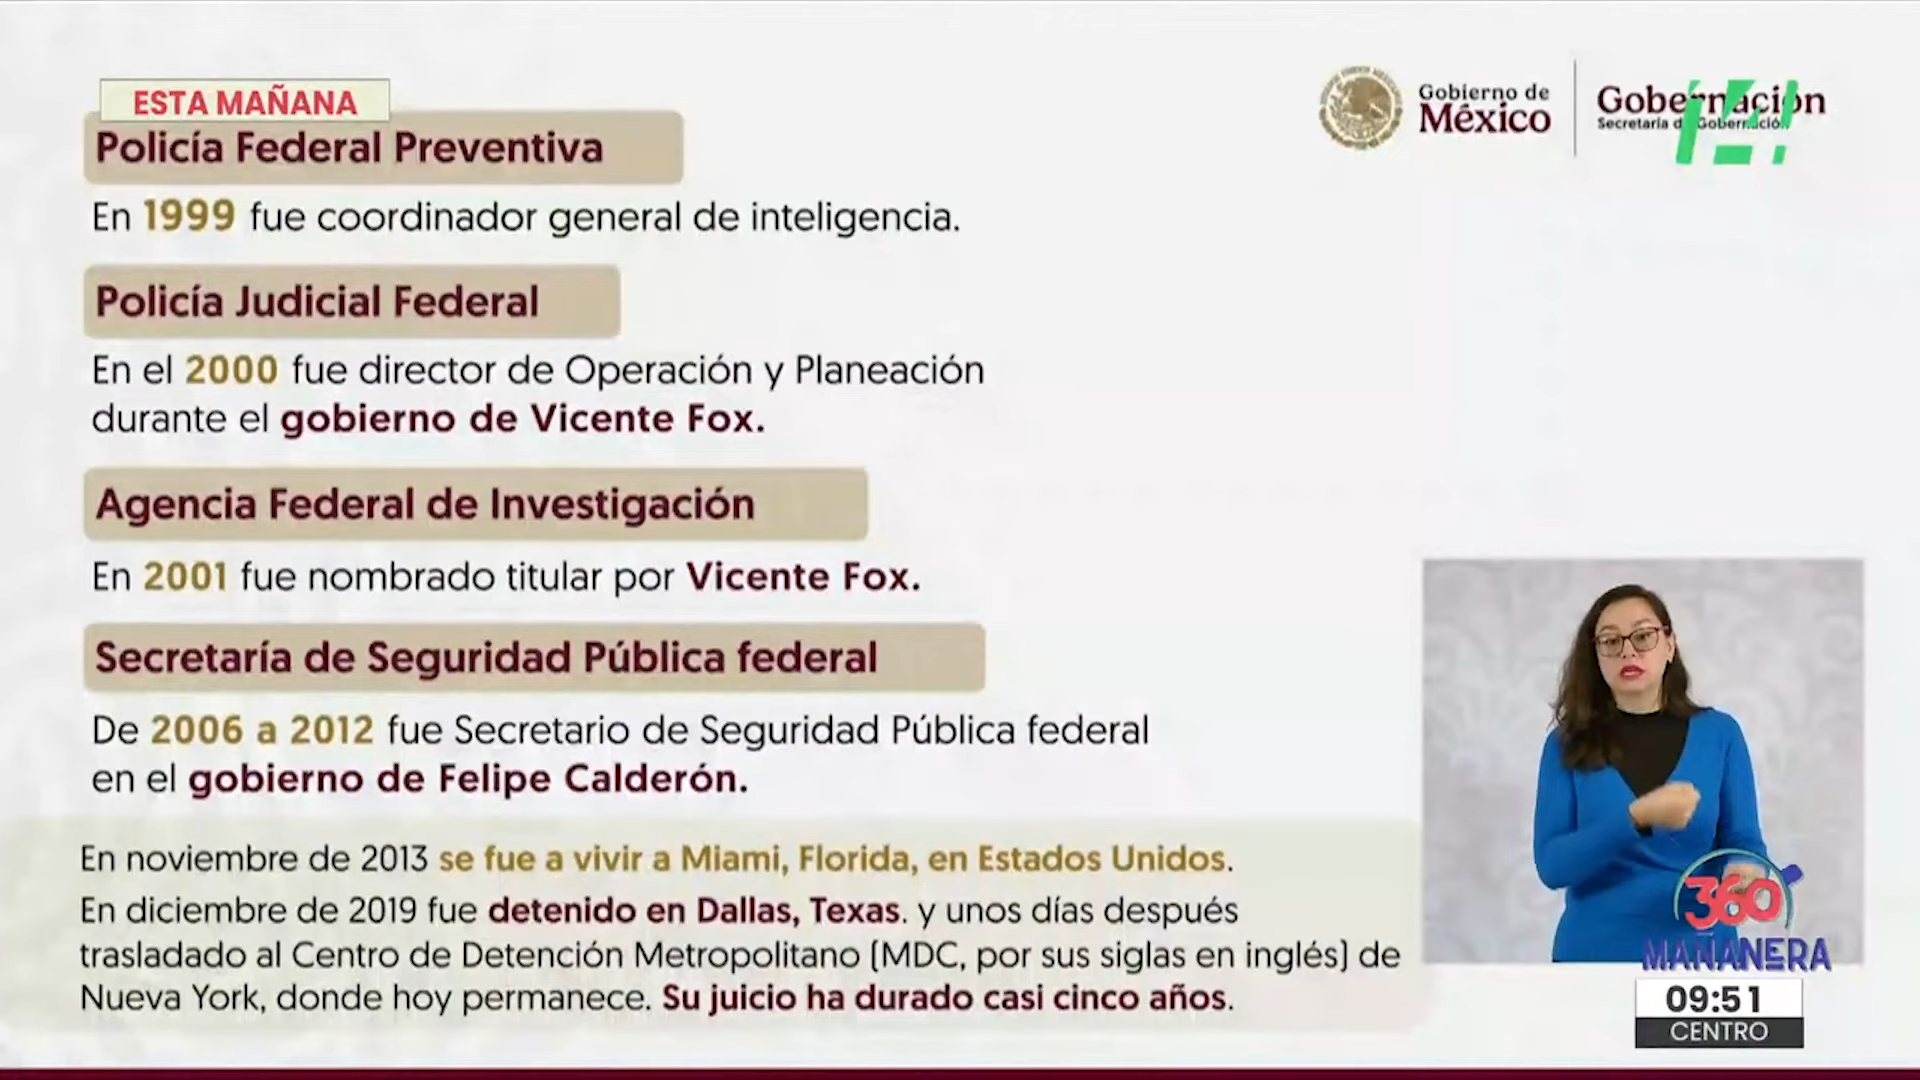 ESTA MAÑANA
Gobierno de
México
Gobernación
Secretaría de Gobernación
Policía Federal Preventiva
En 1999 fue coordinador general de inteligencia.
Policía Judicial Federal
En el 2000 fue director de Operación y Planeación
durante el gobierno de Vicente Fox.
Agencia Federal de Investigación
En 2001 fue nombrado titular por Vicente Fox.
Secretaría de Seguridad Pública federal
De 2006 a 2012 fue Secretario de Seguridad Pública federal
en el gobierno de Felipe Calderón.
En noviembre de 2013 se fue a vivir a Miami, Florida, en Estados Unidos.
En diciembre de 2019 fue detenido en Dallas, Texas. y unos días después
trasladado al Centro de Detención Metropolitano (MDC, por sus siglas en inglés) de
Nueva York, donde hoy permanece. Su juicio ha durado casi cinco años.
360
MAÑANERA
09:51
CENTRO